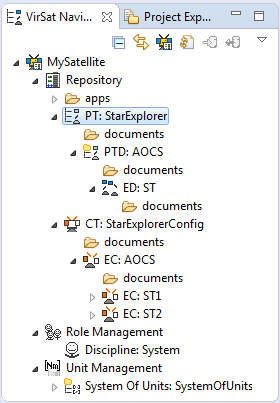 VirSat Navi...
Project Exp...
MySatellite
Repository
apps
PT: StarExplorer
documents
PTD: AOCS
documents
ED: ST
documents
CT: StarExplorerConfig
documents
EC: AOCS
documents
EC: ST1
EC: ST2
Role Management
Discipline: System
Unit Management
System Of Units: SystemOfUnits